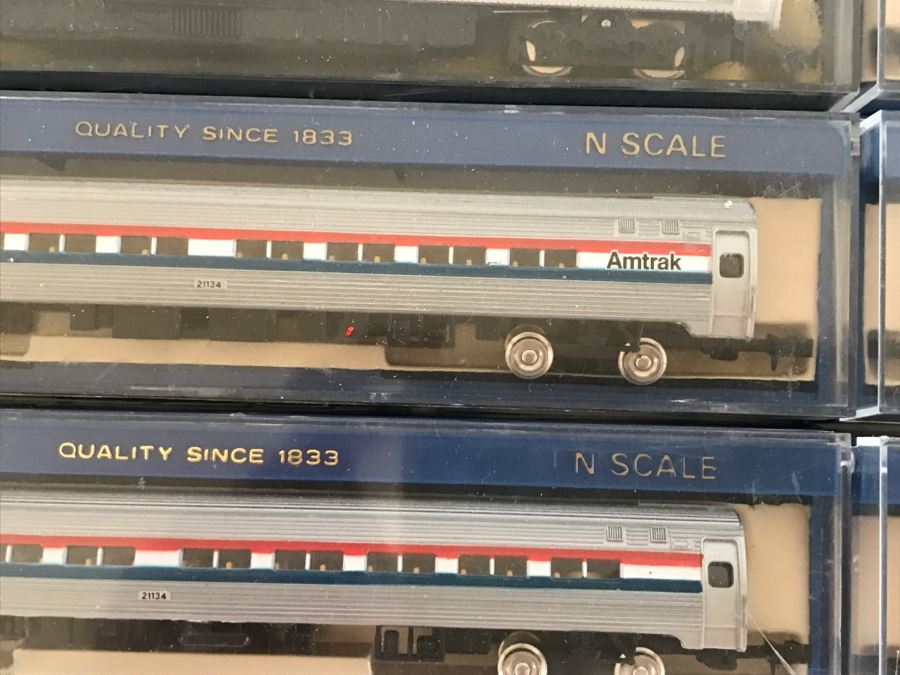 QUALITY SINCE 1833 N SCALE
Amtrak
21134
QUALITY SINCE 1833 N SCALE
21134